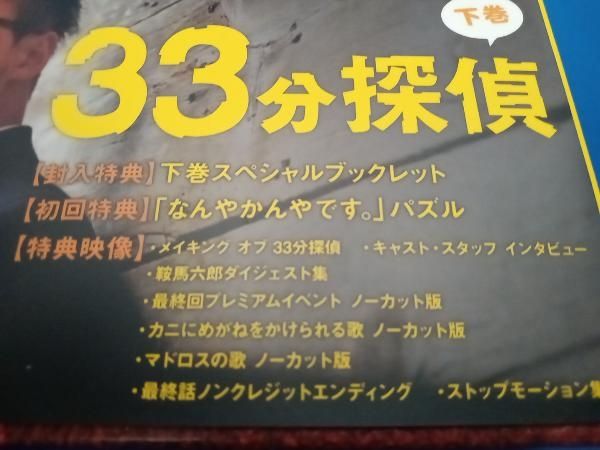 下巻
33分探偵
【封入特典】下巻スペシャルブックレット
【初回特典】「なんやかんやです。」パズル
【特典映像】・メイキング オブ 33分探偵 ・キャスト・スタッフ インタビュー
・鞍馬六郎ダイジェスト集
・最終回プレミアムイベント ノーカット版
・カニにめがねをかけられる歌 ノーカット版
・マドロスの歌 ノーカット版
・最終話ノンクレジットエンディング ・ストップモーション集